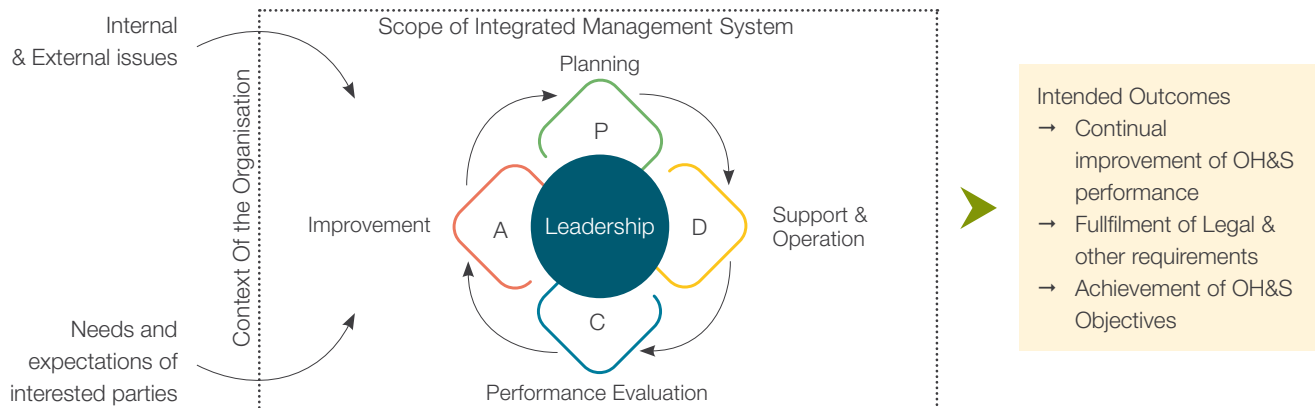 Internal
& External issues
Scope of Integrated Management System
Planning
P
Context Of the Organisation
Improvement
A
Leadership
D
Support &
Operation
C
Performance Evaluation
Needs and
expectations of
interested parties
Intended Outcomes
→ Continual
improvement of OH&S
performance
→ Fullfilment of Legal &
other requirements
→ Achievement of OH&S
Objectives